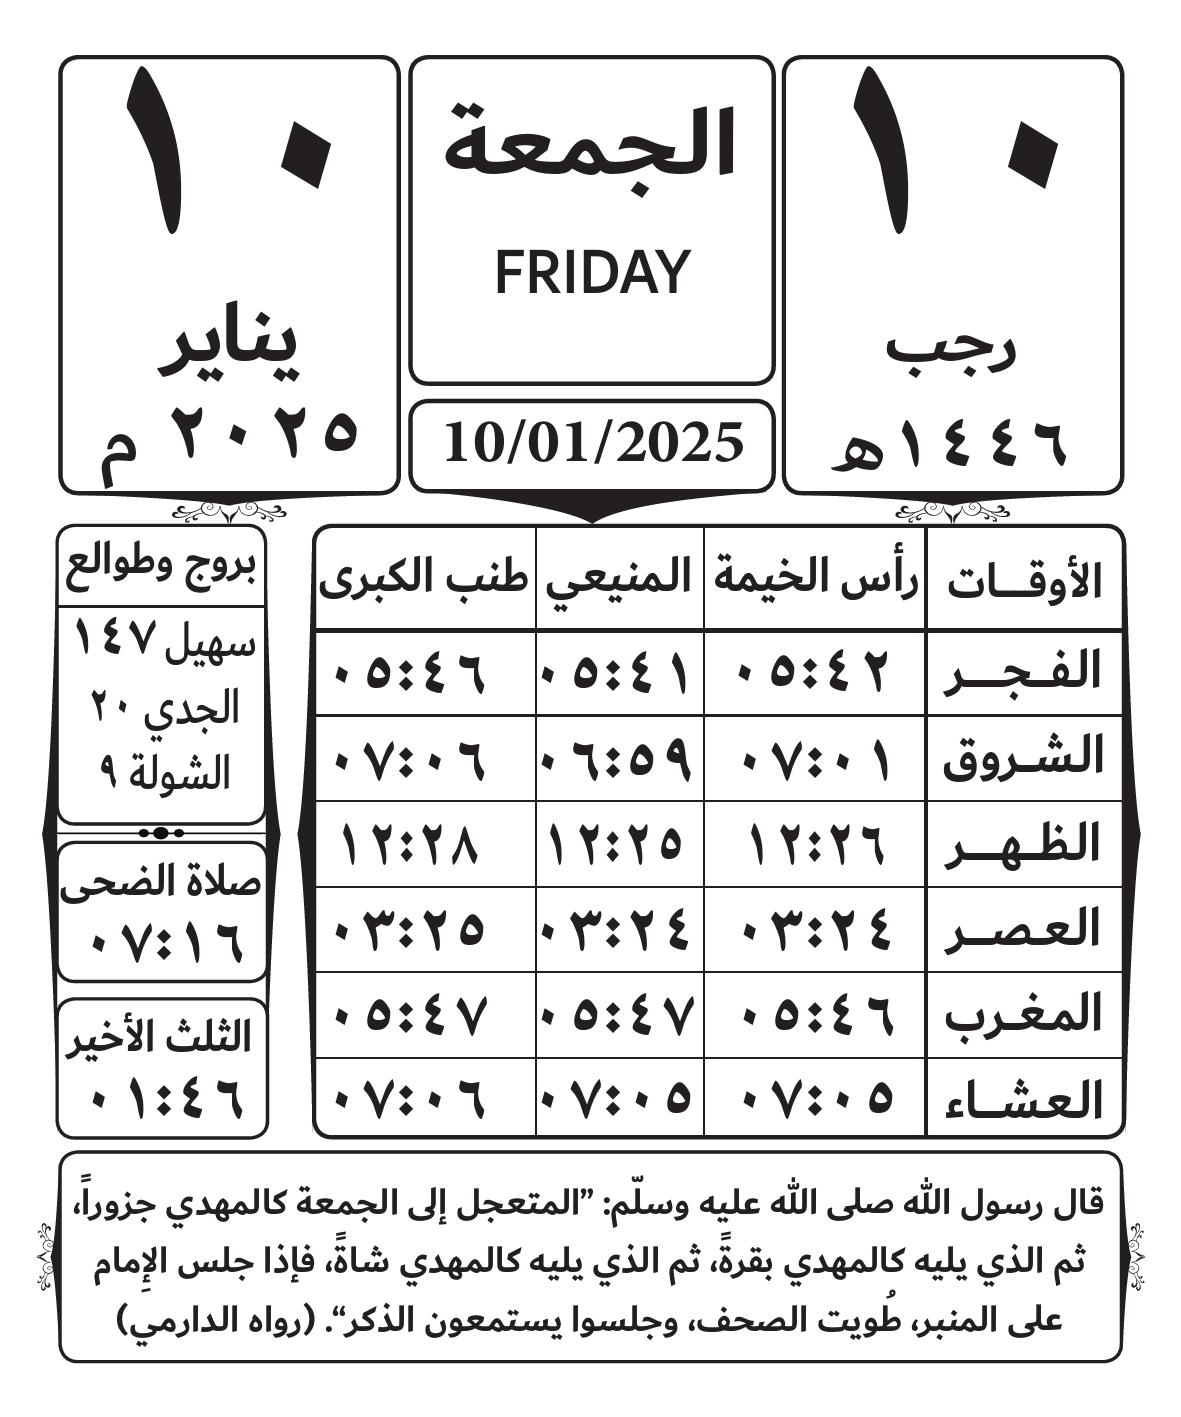 ١٠
رجب
١٤٤٦هـ
الجمعة
FRIDAY
10/01/2025
١٠
يناير
٢٠٢٥ م
الأوقــات رأس الخيمة المنيعي طنب الكبرى
الفـجــر ٠٥:٤٢ ٠٥:٤١ ٠٥:٤٦
الشـروق ٠٧:٠١ ٠٦:٥٩ ٠٧:٠٦
الظـهــر ١٢:٢٦ ١٢:٢٥ ١٢:٢٨
العـصــر ٠٣:٢٤ ٠٣:٢٤ ٠٣:٢٥
المغـرب ٠٥:٤٦ ٠٥:٤٧ ٠٥:٤٧
العشـاء ٠٧:٠٥ ٠٧:٠٥ ٠٧:٠٦
بروج وطوالع
سهيل ١٤٧
الجدي ٢٠
الشولة ٩
صلاة الضحى
٠٧:١٦
الثلث الأخير
٠١:٤٦
قال رسول الله صلى الله عليه وسلّم: ”المتعجل إلى الجمعة كالمهدي جزوراً،
ثم الذي يليه كالمهدي بقرةً، ثم الذي يليه كالمهدي شاةً، فإذا جلس الإِمام
على المنبر، طُويت الصحف، وجلسوا يستمعون الذكر“. (رواه الدارمي)